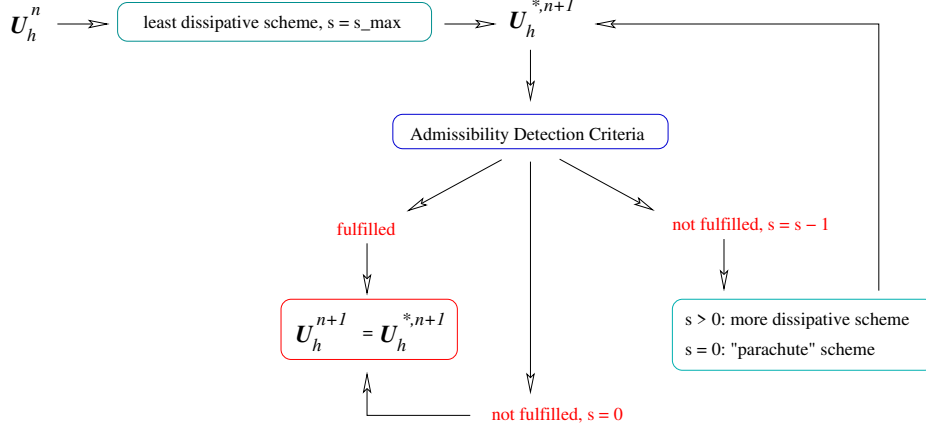 U_h^n
least dissipative scheme, s = s_max
U_h^{*,n+1}
Admissibility Detection Criteria
fulfilled
not fulfilled, s = s − 1
U_h^{n+1} = U_h^{*,n+1}
s > 0: more dissipative scheme
s = 0: "parachute" scheme
not fulfilled, s = 0